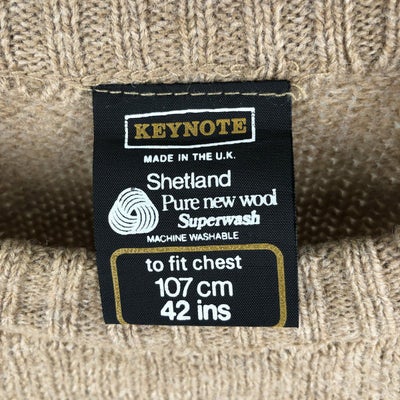 KEYNOTE
MADE IN THE U.K.
Shetland
Pure new wool
Superwash
MACHINE WASHABLE
to fit chest
107 cm
42 ins